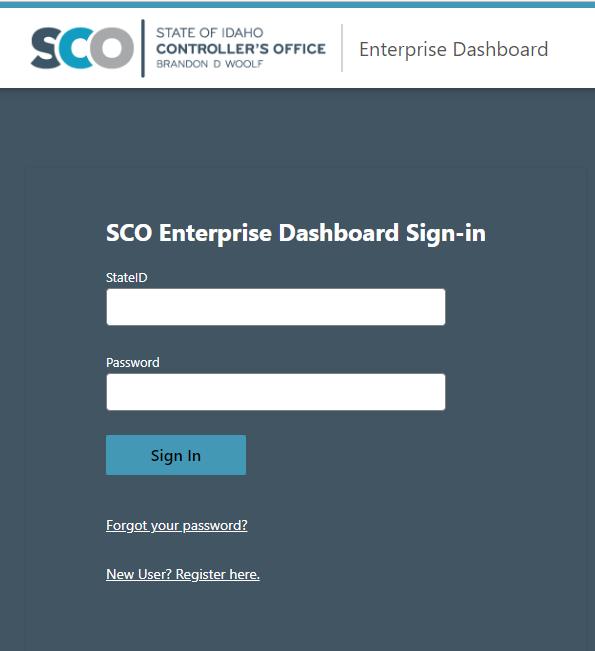 SCO
STATE OF IDAHO
CONTROLLER'S OFFICE
BRANDON D WOOLF
Enterprise Dashboard
SCO Enterprise Dashboard Sign-in
StateID
Password
Sign In
Forgot your password?
New User? Register here.